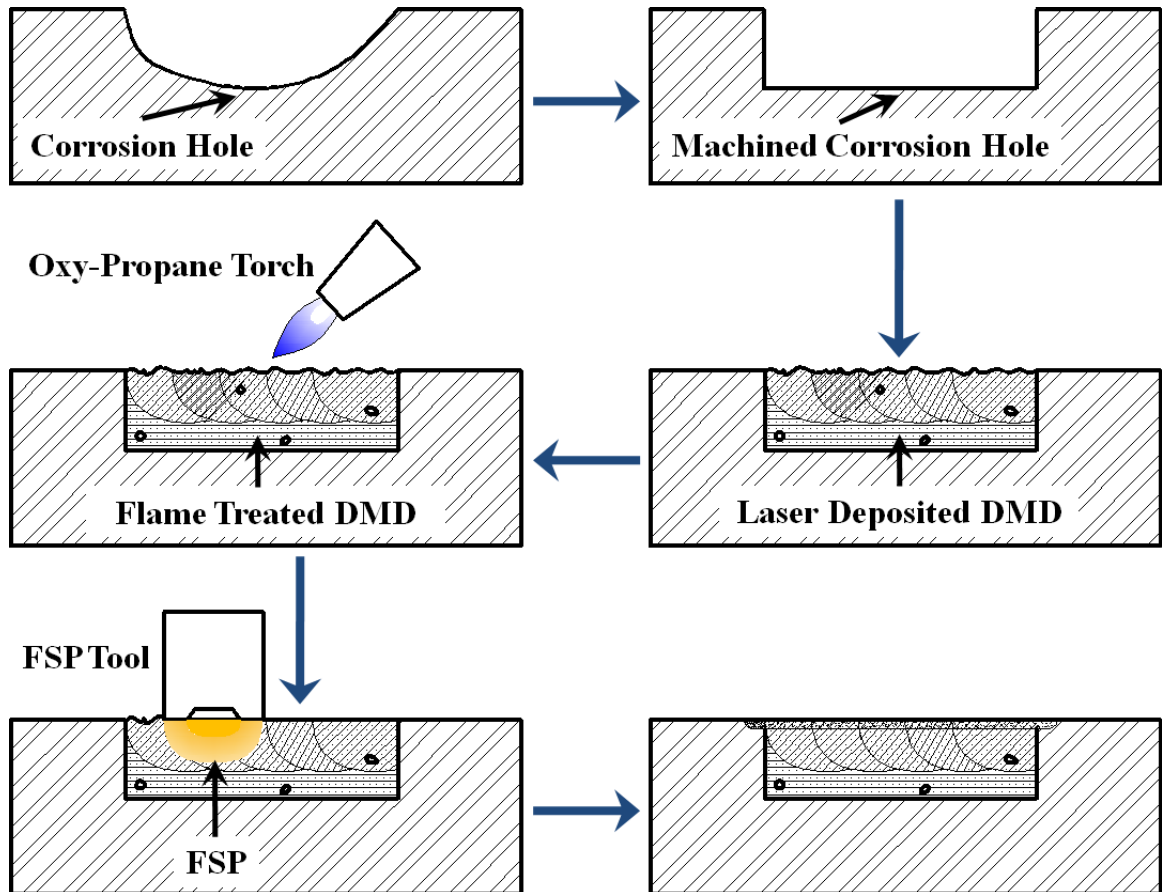 Corrosion Hole
Machined Corrosion Hole
Oxy-Propane Torch
Flame Treated DMD
Laser Deposited DMD
FSP Tool
FSP